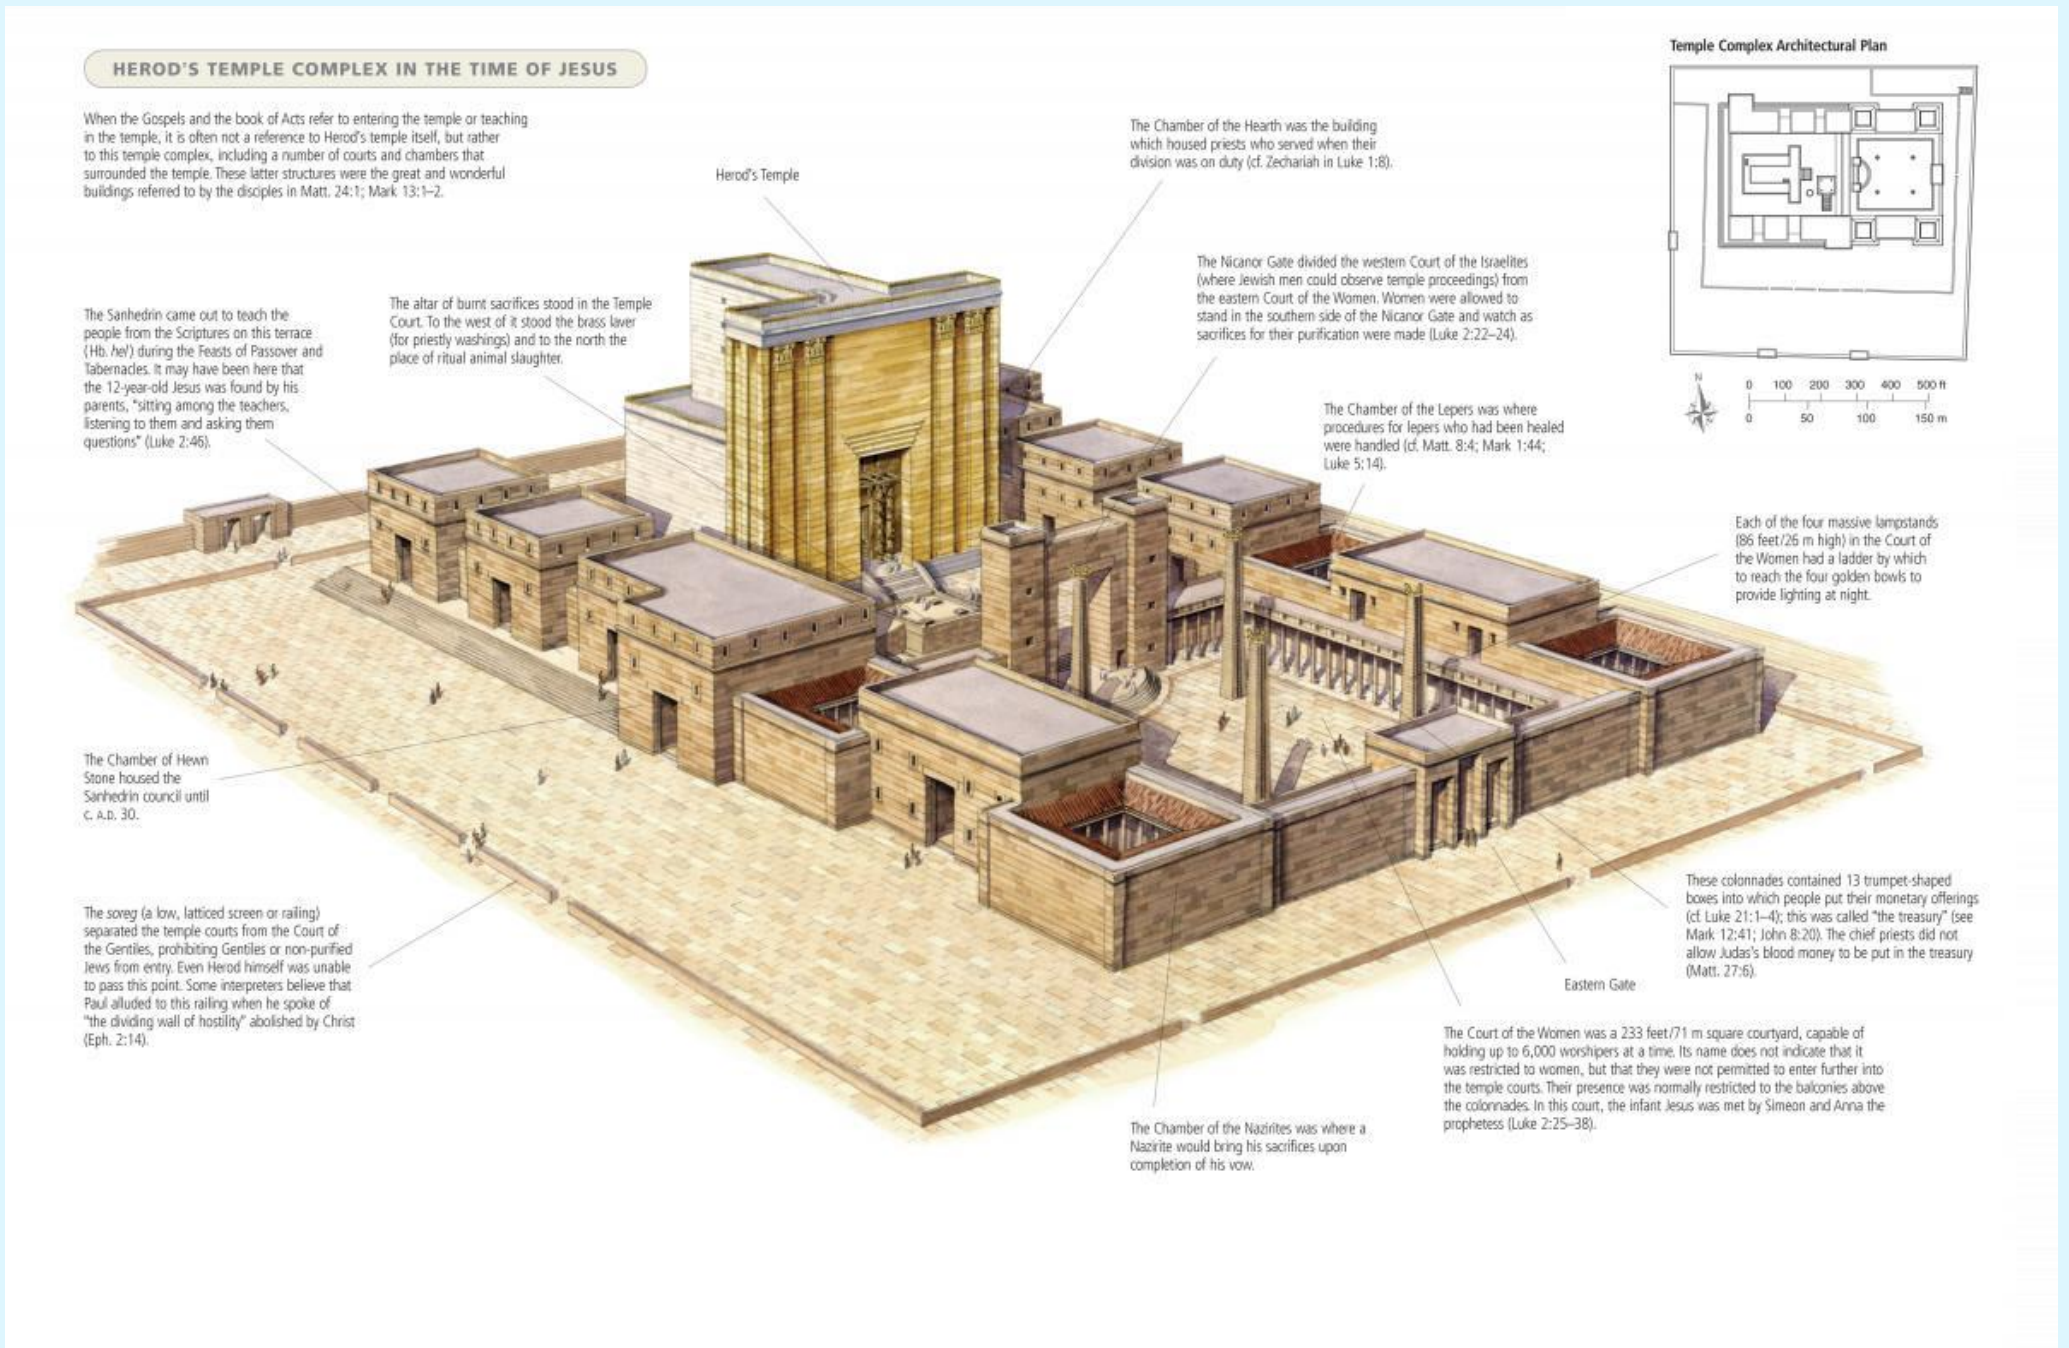 HEROD'S TEMPLE COMPLEX IN THE TIME OF JESUS
When the Gospels and the book of Acts refer to entering the temple or teaching
in the temple, it is often not a reference to Herod's temple itself, but rather
to this temple complex, including a number of courts and chambers that
surrounded the temple. These latter structures were the great and wonderful
buildings referred to by the disciples in Matt. 24:1; Mark 13:1–2.
Herod's Temple
The Chamber of the Hearth was the building
which housed priests who served when their
division was on duty (cf. Zechariah in Luke 1:8).
Temple Complex Architectural Plan
N
0 100 200 300 400 500 ft
0 50 100 150 m
The Sanhedrin came out to teach the
people from the Scriptures on this terrace
(Hb. hel) during the Feasts of Passover and
Tabernacles. It may have been here that
the 12-year-old Jesus was found by his
parents, "sitting among the teachers,
listening to them and asking them
questions" (Luke 2:46).
The altar of burnt sacrifices stood in the Temple
Court. To the west of it stood the brass laver
(for priestly washings) and to the north the
place of ritual animal slaughter.
The Nicanor Gate divided the western Court of the Israelites
(where Jewish men could observe temple proceedings) from
the eastern Court of the Women. Women were allowed to
stand in the southern side of the Nicanor Gate and watch as
sacrifices for their purification were made (Luke 2:22–24).
The Chamber of the Lepers was where
procedures for lepers who had been healed
were handled (cf. Matt. 8:4; Mark 1:44;
Luke 5:14).
Each of the four massive lampstands
(86 feet/26 m high) in the Court of
the Women had a ladder by which
to reach the four golden bowls to
provide lighting at night.
The Chamber of Hewn
Stone housed the
Sanhedrin council until
c. A.D. 30.
The soreg (a low, latticed screen or railing)
separated the temple courts from the Court of
the Gentiles, prohibiting Gentiles or non-purified
Jews from entry. Even Herod himself was unable
to pass this point. Some interpreters believe that
Paul alluded to this railing when he spoke of
"the dividing wall of hostility" abolished by Christ
(Eph. 2:14).
These colonnades contained 13 trumpet-shaped
boxes into which people put their monetary offerings
(cf. Luke 21:1–4); this was called "the treasury" (see
Mark 12:41; John 8:20). The chief priests did not
allow Judas's blood money to be put in the treasury
(Matt. 27:6).
Eastern Gate
The Court of the Women was a 233 feet/71 m square courtyard, capable of
holding up to 6,000 worshipers at a time. Its name does not indicate that it
was restricted to women, but that they were not permitted to enter further into
the temple courts. Their presence was normally restricted to the balconies above
the colonnades. In this court, the infant Jesus was met by Simeon and Anna the
prophetess (Luke 2:25–38).
The Chamber of the Nazirites was where a
Nazirite would bring his sacrifices upon
completion of his vow.